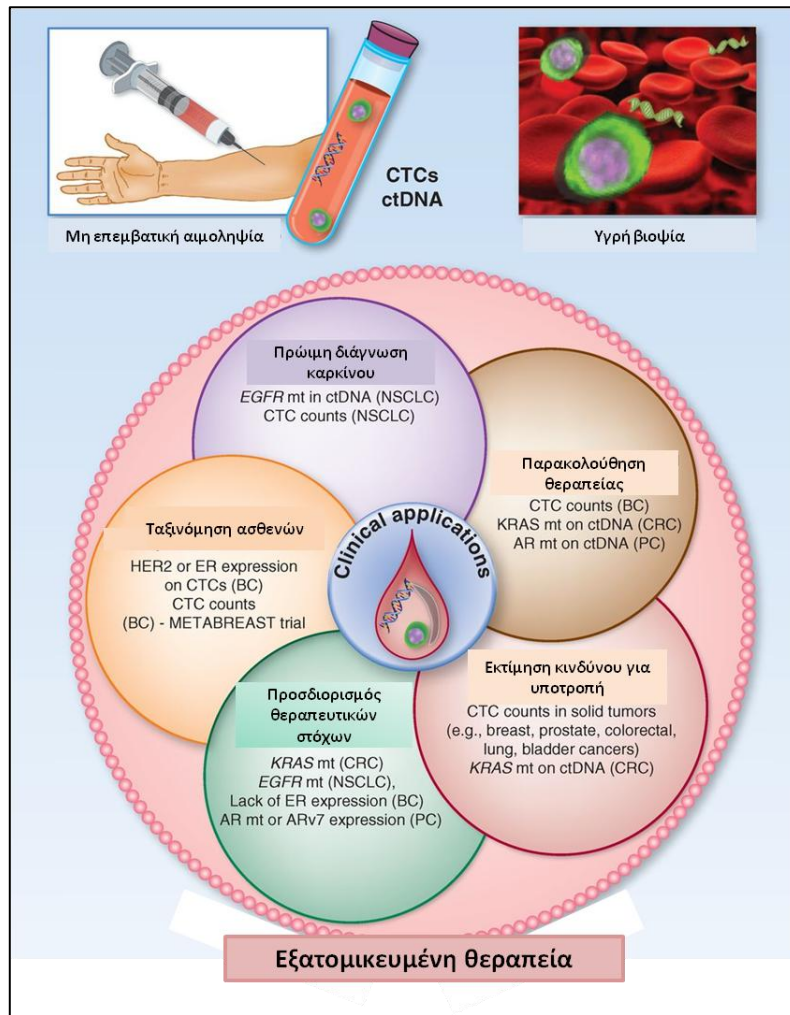 CTCs
ctDNA
Μη επεμβατική αιμοληψία
Υγρή βιοψία
Πρώιμη διάγνωση
καρκίνου
EGFR mt in ctDNA (NSCLC)
CTC counts (NSCLC)
Παρακολούθηση
θεραπείας
CTC counts (BC)
KRAS mt on ctDNA (CRC)
AR mt on ctDNA (PC)
Ταξινόμηση ασθενών
HER2 or ER expression
on CTCs (BC)
CTC counts
(BC) - METABREAST trial
Clinical applications
Εκτίμηση κινδύνου για
υποτροπή
CTC counts in solid tumors
(e.g., breast, prostate, colorectal,
lung, bladder cancers)
KRAS mt on ctDNA (CRC)
Προσδιορισμός
θεραπευτικών
στόχων
KRAS mt (CRC)
EGFR mt (NSCLC),
Lack of ER expression (BC)
AR mt or ARv7 expression (PC)
Εξατομικευμένη θεραπεία